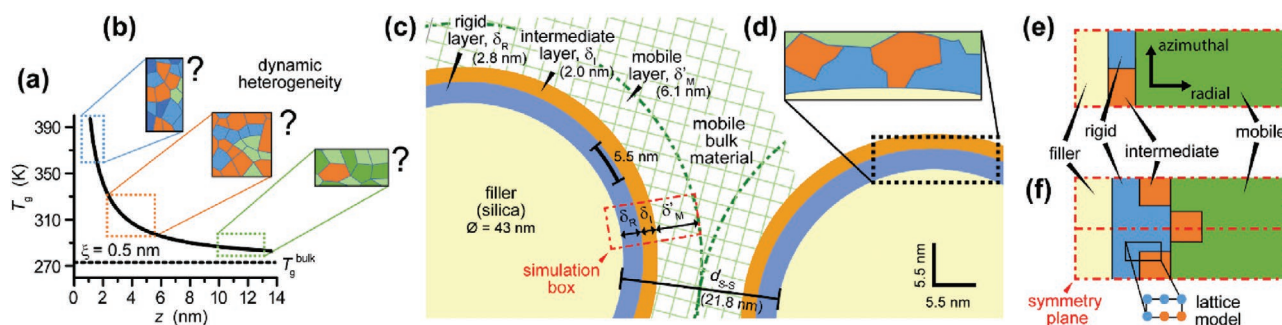 (a)
390
360
330
300
270
T_g (K)
0 2 4 6 8 10 12 14
z (nm)
ξ = 0.5 nm
T_g^bulk
(b)
?
dynamic
heterogeneity
?
?
(c)
rigid
layer, δ_R
(2.8 nm)
intermediate
layer, δ_I
(2.0 nm)
mobile
layer, δ'_M
(6.1 nm)
mobile
bulk
material
5.5 nm
filler
(silica)
Ø = 43 nm
δ_R δ_I δ'_M
simulation
box
d_S-S
(21.8 nm)
(d)
5.5 nm
5.5 nm
(e)
azimuthal
radial
rigid
intermediate
mobile
filler
(f)
symmetry
plane
lattice
model